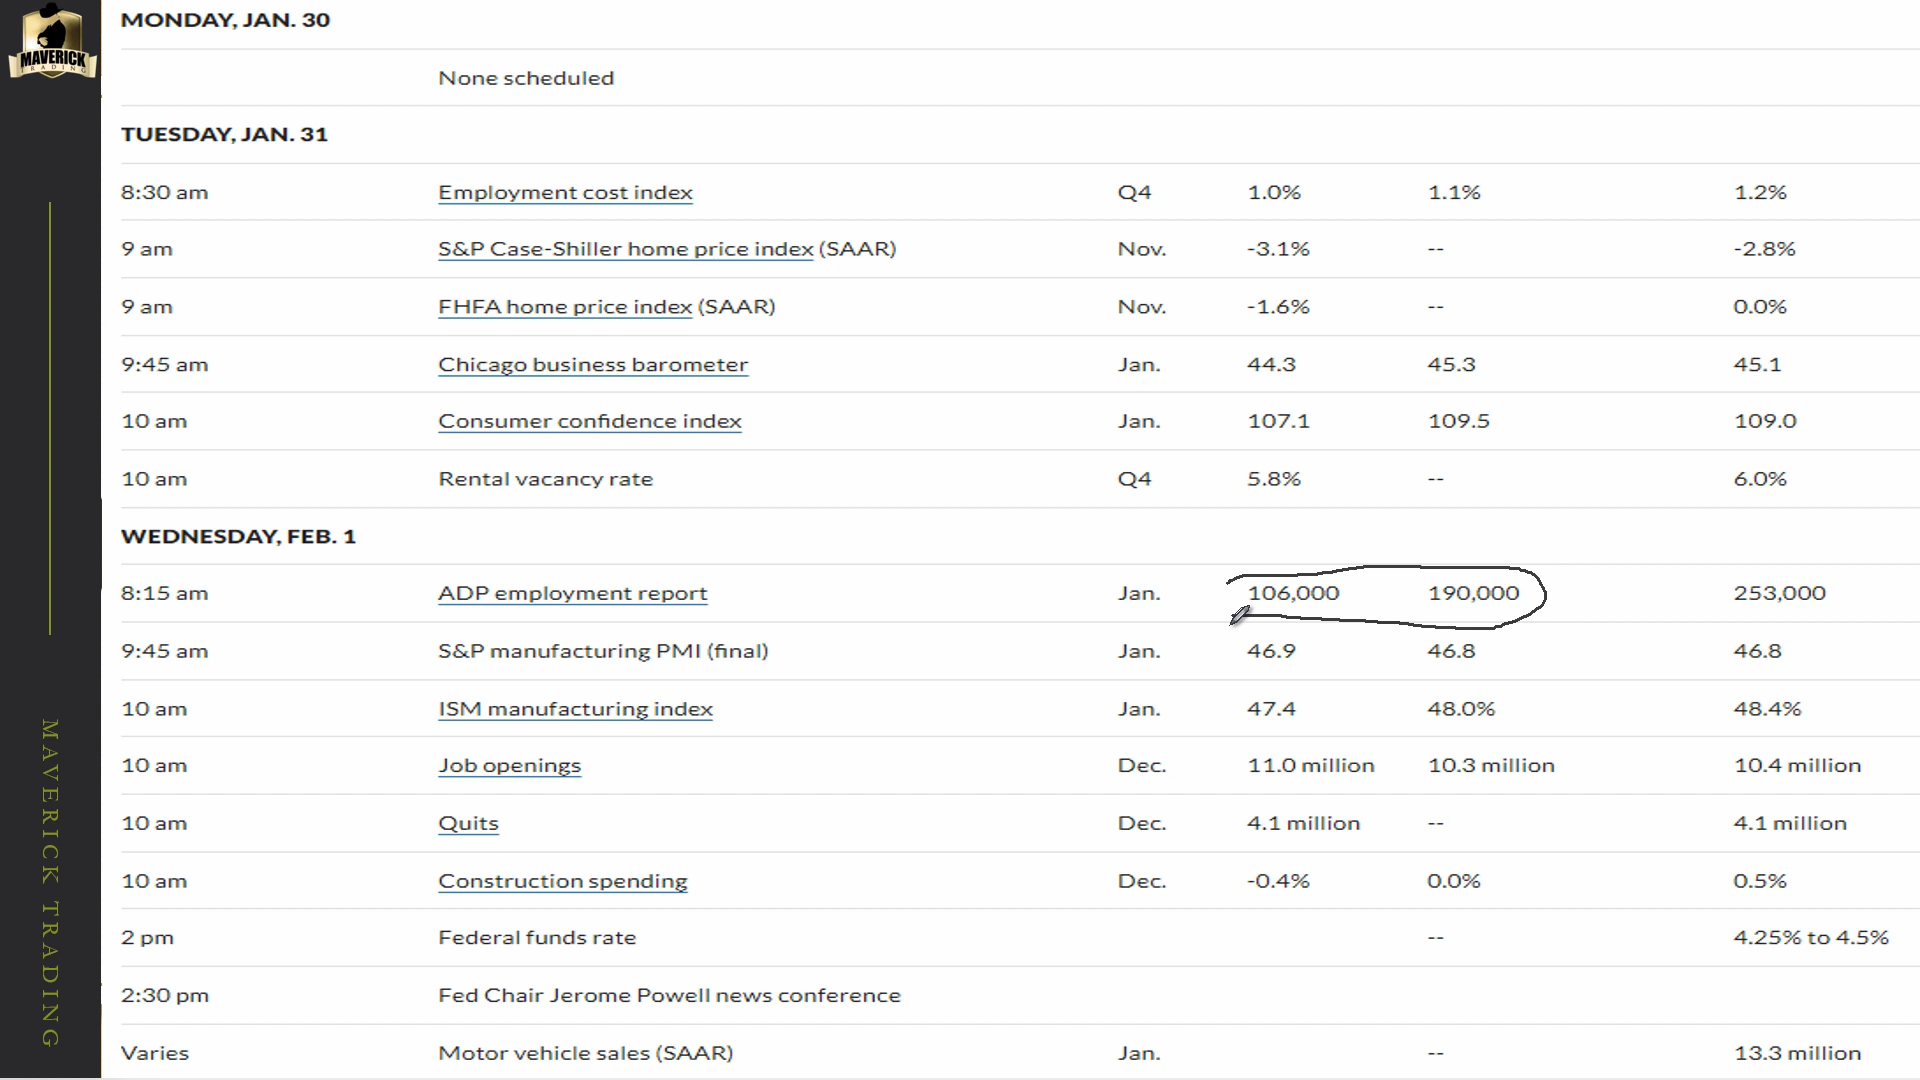 MAVERICK
TRADING
MAVERICK TRADING
MONDAY, JAN. 30
None scheduled
TUESDAY, JAN. 31
8:30 am Employment cost index Q4 1.0% 1.1% 1.2%
9 am S&P Case-Shiller home price index (SAAR) Nov. -3.1% -- -2.8%
9 am FHFA home price index (SAAR) Nov. -1.6% -- 0.0%
9:45 am Chicago business barometer Jan. 44.3 45.3 45.1
10 am Consumer confidence index Jan. 107.1 109.5 109.0
10 am Rental vacancy rate Q4 5.8% -- 6.0%
WEDNESDAY, FEB. 1
8:15 am ADP employment report Jan. 106,000 190,000 253,000
9:45 am S&P manufacturing PMI (final) Jan. 46.9 46.8 46.8
10 am ISM manufacturing index Jan. 47.4 48.0% 48.4%
10 am Job openings Dec. 11.0 million 10.3 million 10.4 million
10 am Quits Dec. 4.1 million -- 4.1 million
10 am Construction spending Dec. -0.4% 0.0% 0.5%
2 pm Federal funds rate -- 4.25% to 4.5%
2:30 pm Fed Chair Jerome Powell news conference
Varies Motor vehicle sales (SAAR) Jan. -- 13.3 million